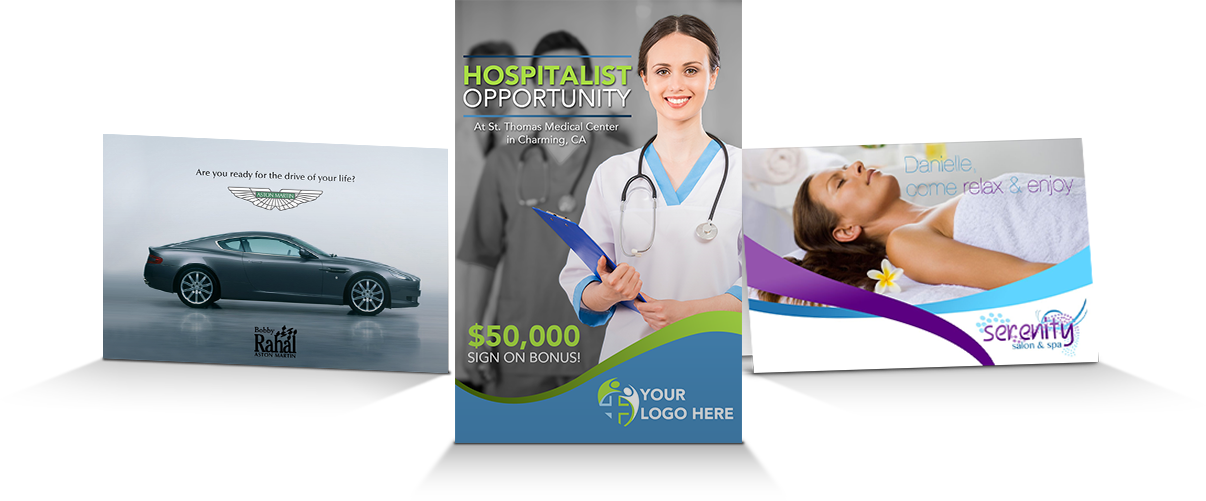 Are you ready for the drive of your life?
ASTON MARTIN
Bobby
Rahal
ASTON MARTIN
HOSPITALIST
OPPORTUNITY
At St. Thomas Medical Center
in Charming, CA
$50,000
SIGN ON BONUS!
YOUR
LOGO HERE
Danielle,
come relax & enjoy
serenity
salon & spa